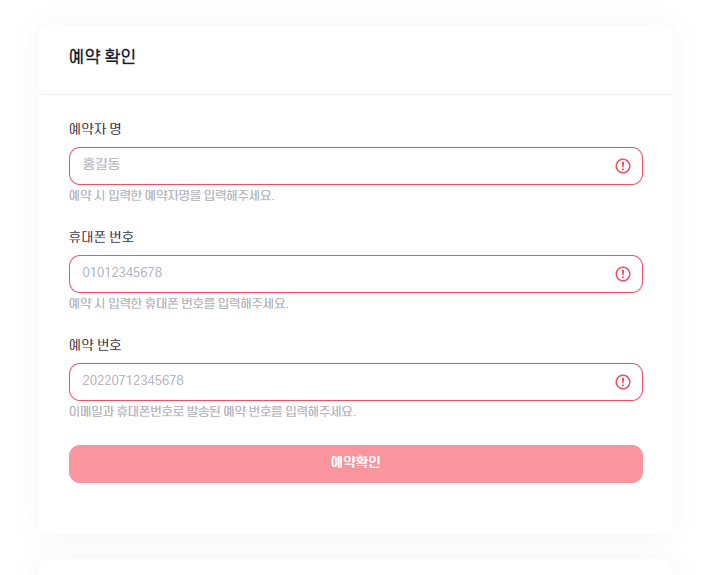 예약 확인
예약자 명
홍길동
예약 시 입력한 예약자명을 입력해주세요.
휴대폰 번호
01012345678
예약 시 입력한 휴대폰 번호를 입력해주세요.
예약 번호
20220712345678
이메일과 휴대폰번호로 발송된 예약 번호를 입력해주세요.
예약확인